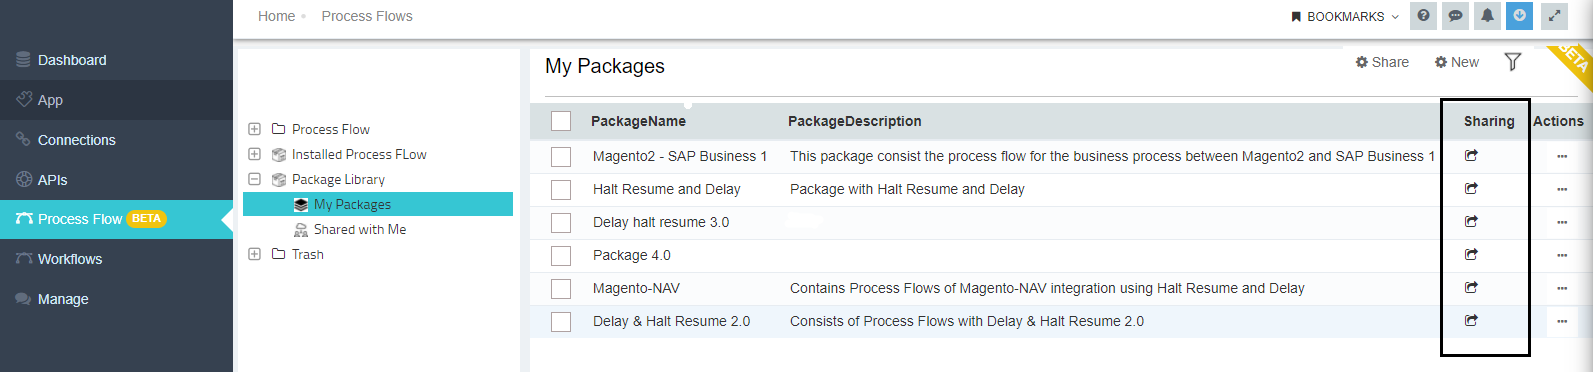 Home Process Flows
BOOKMARKS
Dashboard
App
Connections
APIs
Process Flow BETA
Workflows
Manage
Process Flow
Installed Process FLow
Package Library
My Packages
Shared with Me
Trash
My Packages
Share New
BETA
PackageName PackageDescription Sharing Actions
Magento2 - SAP Business 1 This package consist the process flow for the business process between Magento2 and SAP Business 1 ...
Halt Resume and Delay Package with Halt Resume and Delay ...
Delay halt resume 3.0 ...
Package 4.0 ...
Magento-NAV Contains Process Flows of Magento-NAV integration using Halt Resume and Delay ...
Delay & Halt Resume 2.0 Consists of Process Flows with Delay & Halt Resume 2.0 ...